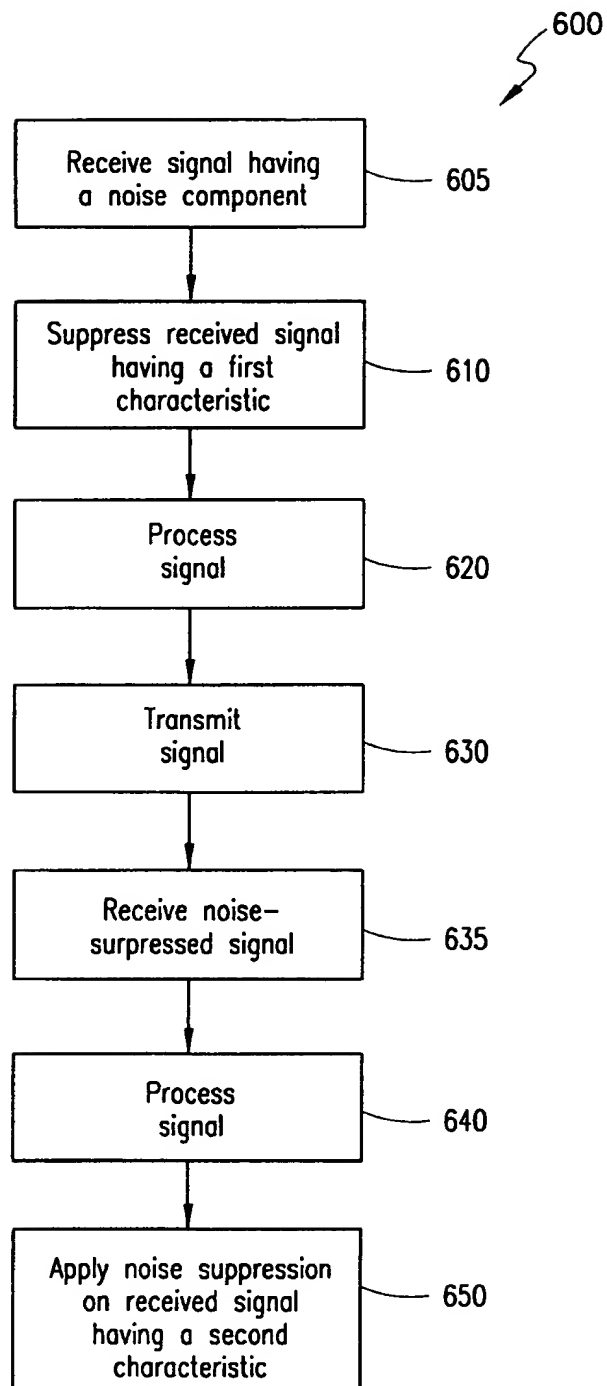 600
Receive signal having
a noise component
605
Suppress received signal
having a first
characteristic
610
Process
signal
620
Transmit
signal
630
Receive noise-
surpressed signal
635
Process
signal
640
Apply noise suppression
on received signal
having a second
characteristic
650